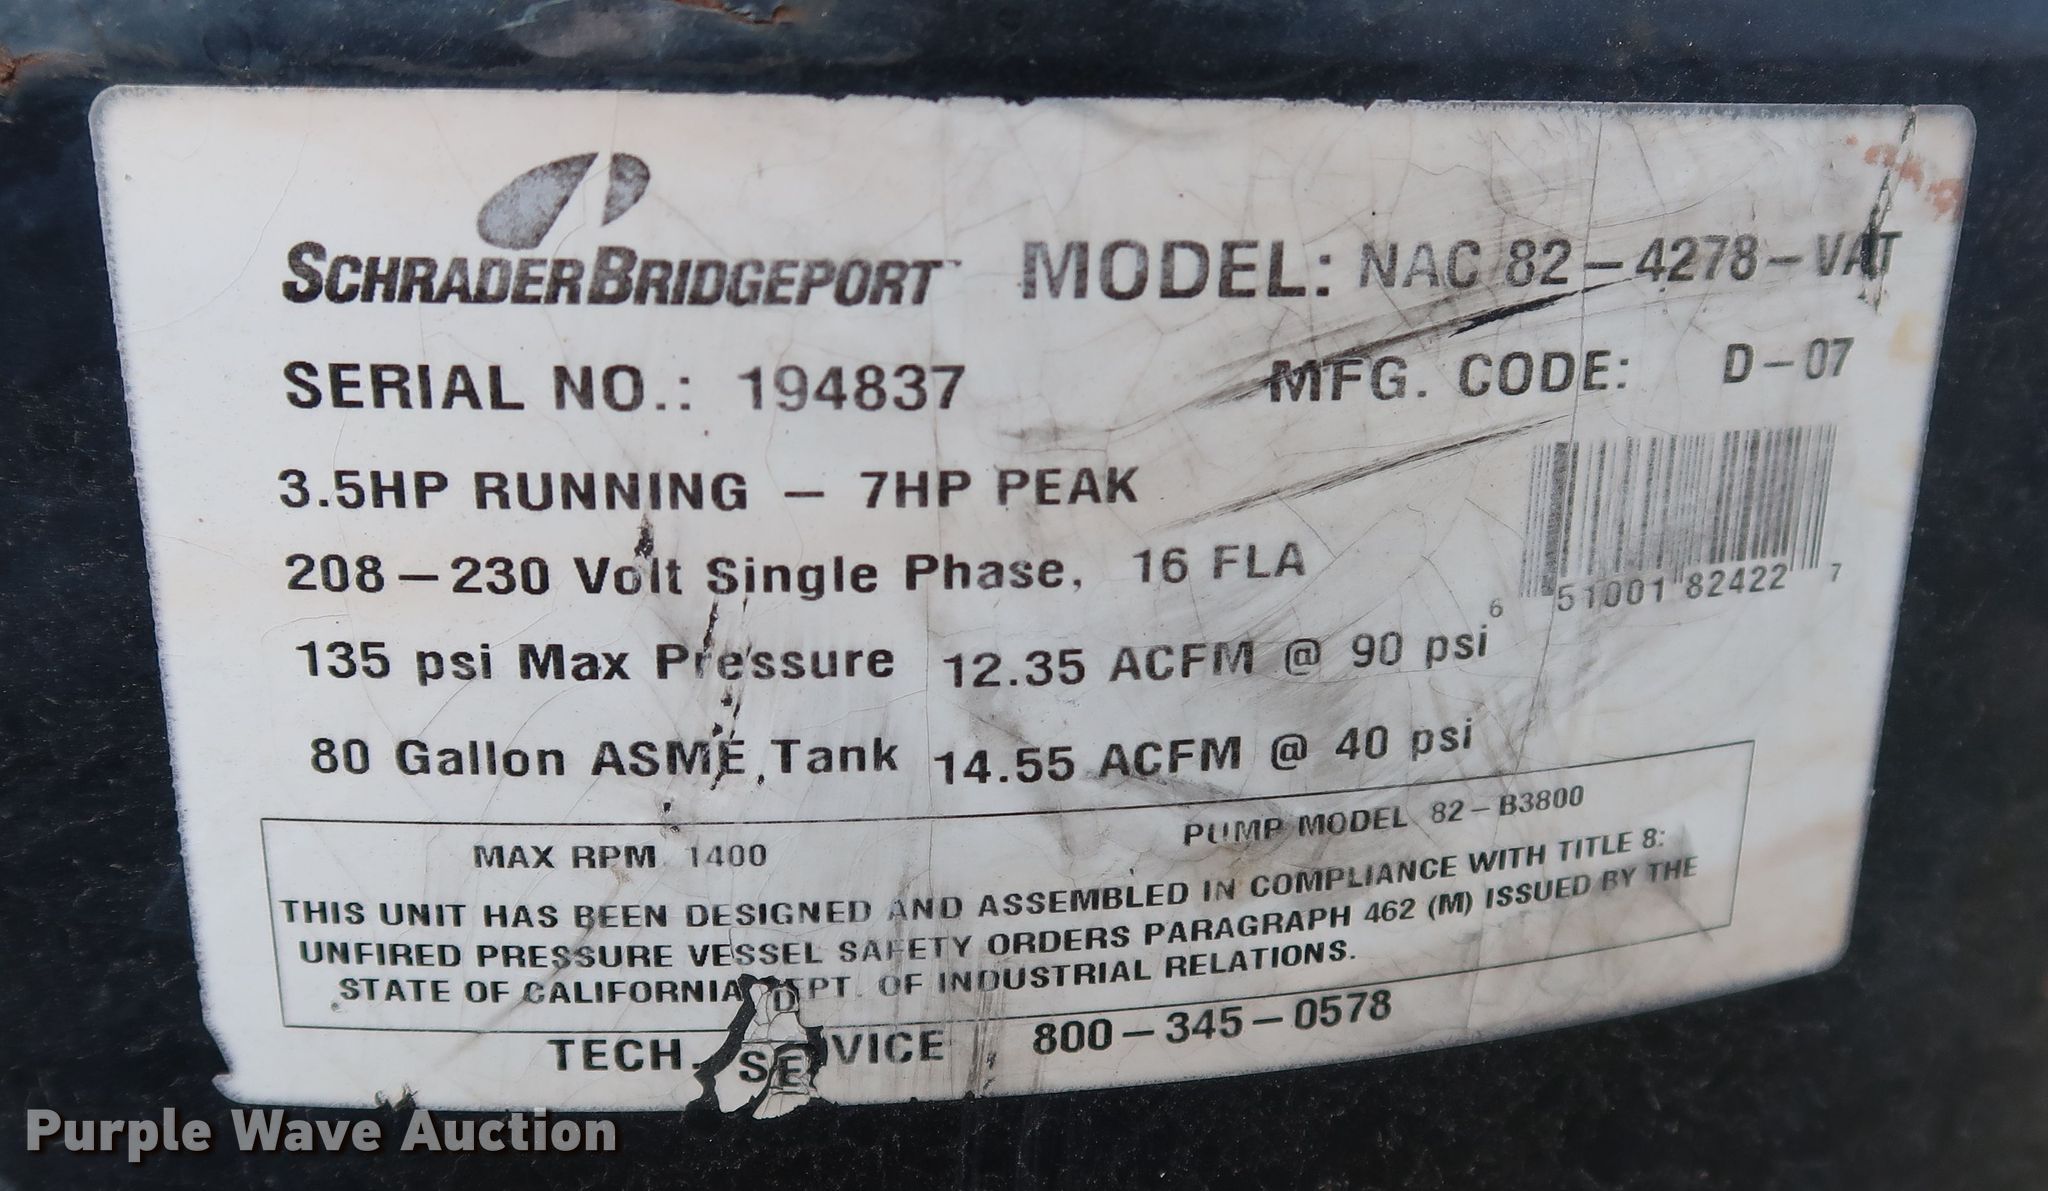 SCHRADERBRIDGEPORT™ MODEL: NAC 82-4278-VAT
SERIAL NO.: 194837 MFG. CODE: D-07
3.5HP RUNNING - 7HP PEAK
208-230 Volt Single Phase, 16 FLA
6 51001 82422 7
135 psi Max Pressure 12.35 ACFM @ 90 psi
80 Gallon ASME Tank 14.55 ACFM @ 40 psi
MAX RPM 1400 PUMP MODEL 82-B3800
THIS UNIT HAS BEEN DESIGNED AND ASSEMBLED IN COMPLIANCE WITH TITLE 8:
UNFIRED PRESSURE VESSEL SAFETY ORDERS PARAGRAPH 462 (M) ISSUED BY THE
STATE OF CALIFORNIA DEPT. OF INDUSTRIAL RELATIONS.
TECH. SERVICE, 800-345-0578
Purple Wave Auction